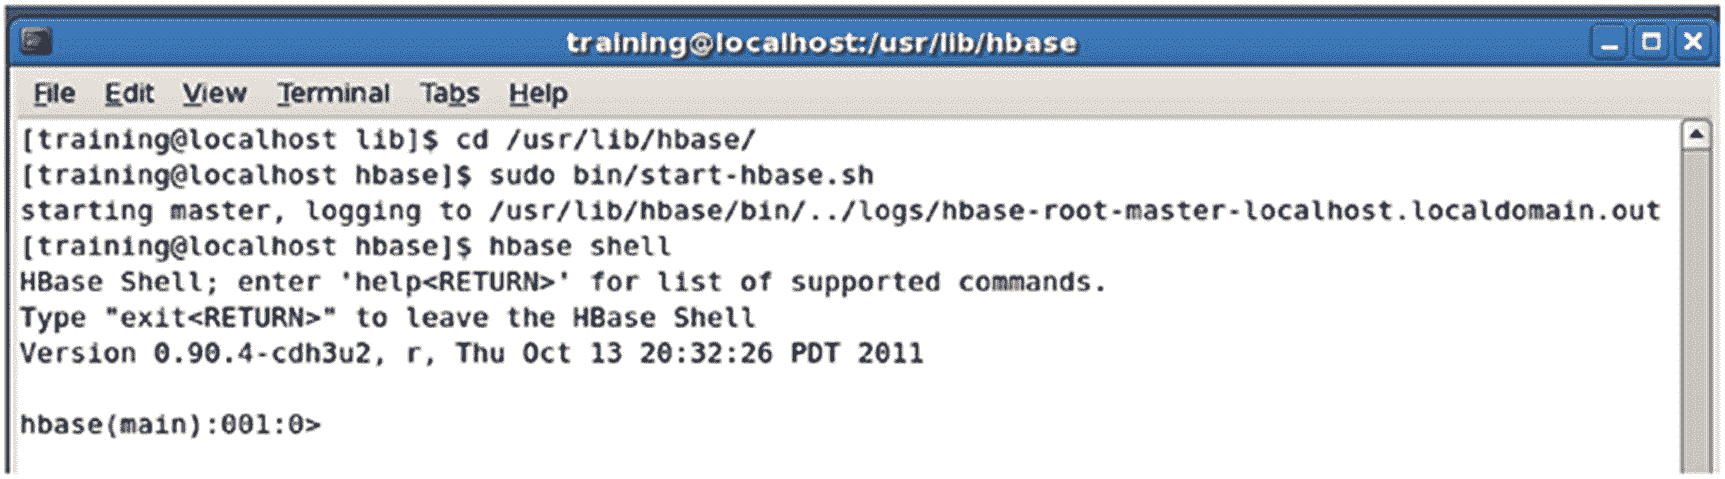 training@localhost:/usr/lib/hbase
File Edit View Terminal Tabs Help
[training@localhost lib]$ cd /usr/lib/hbase/
[training@localhost hbase]$ sudo bin/start-hbase.sh
starting master, logging to /usr/lib/hbase/bin/../logs/hbase-root-master-localhost.localdomain.out
[training@localhost hbase]$ hbase shell
HBase Shell; enter 'help<RETURN>' for list of supported commands.
Type "exit<RETURN>" to leave the HBase Shell
Version 0.90.4-cdh3u2, r, Thu Oct 13 20:32:26 PDT 2011
hbase(main):001:0>